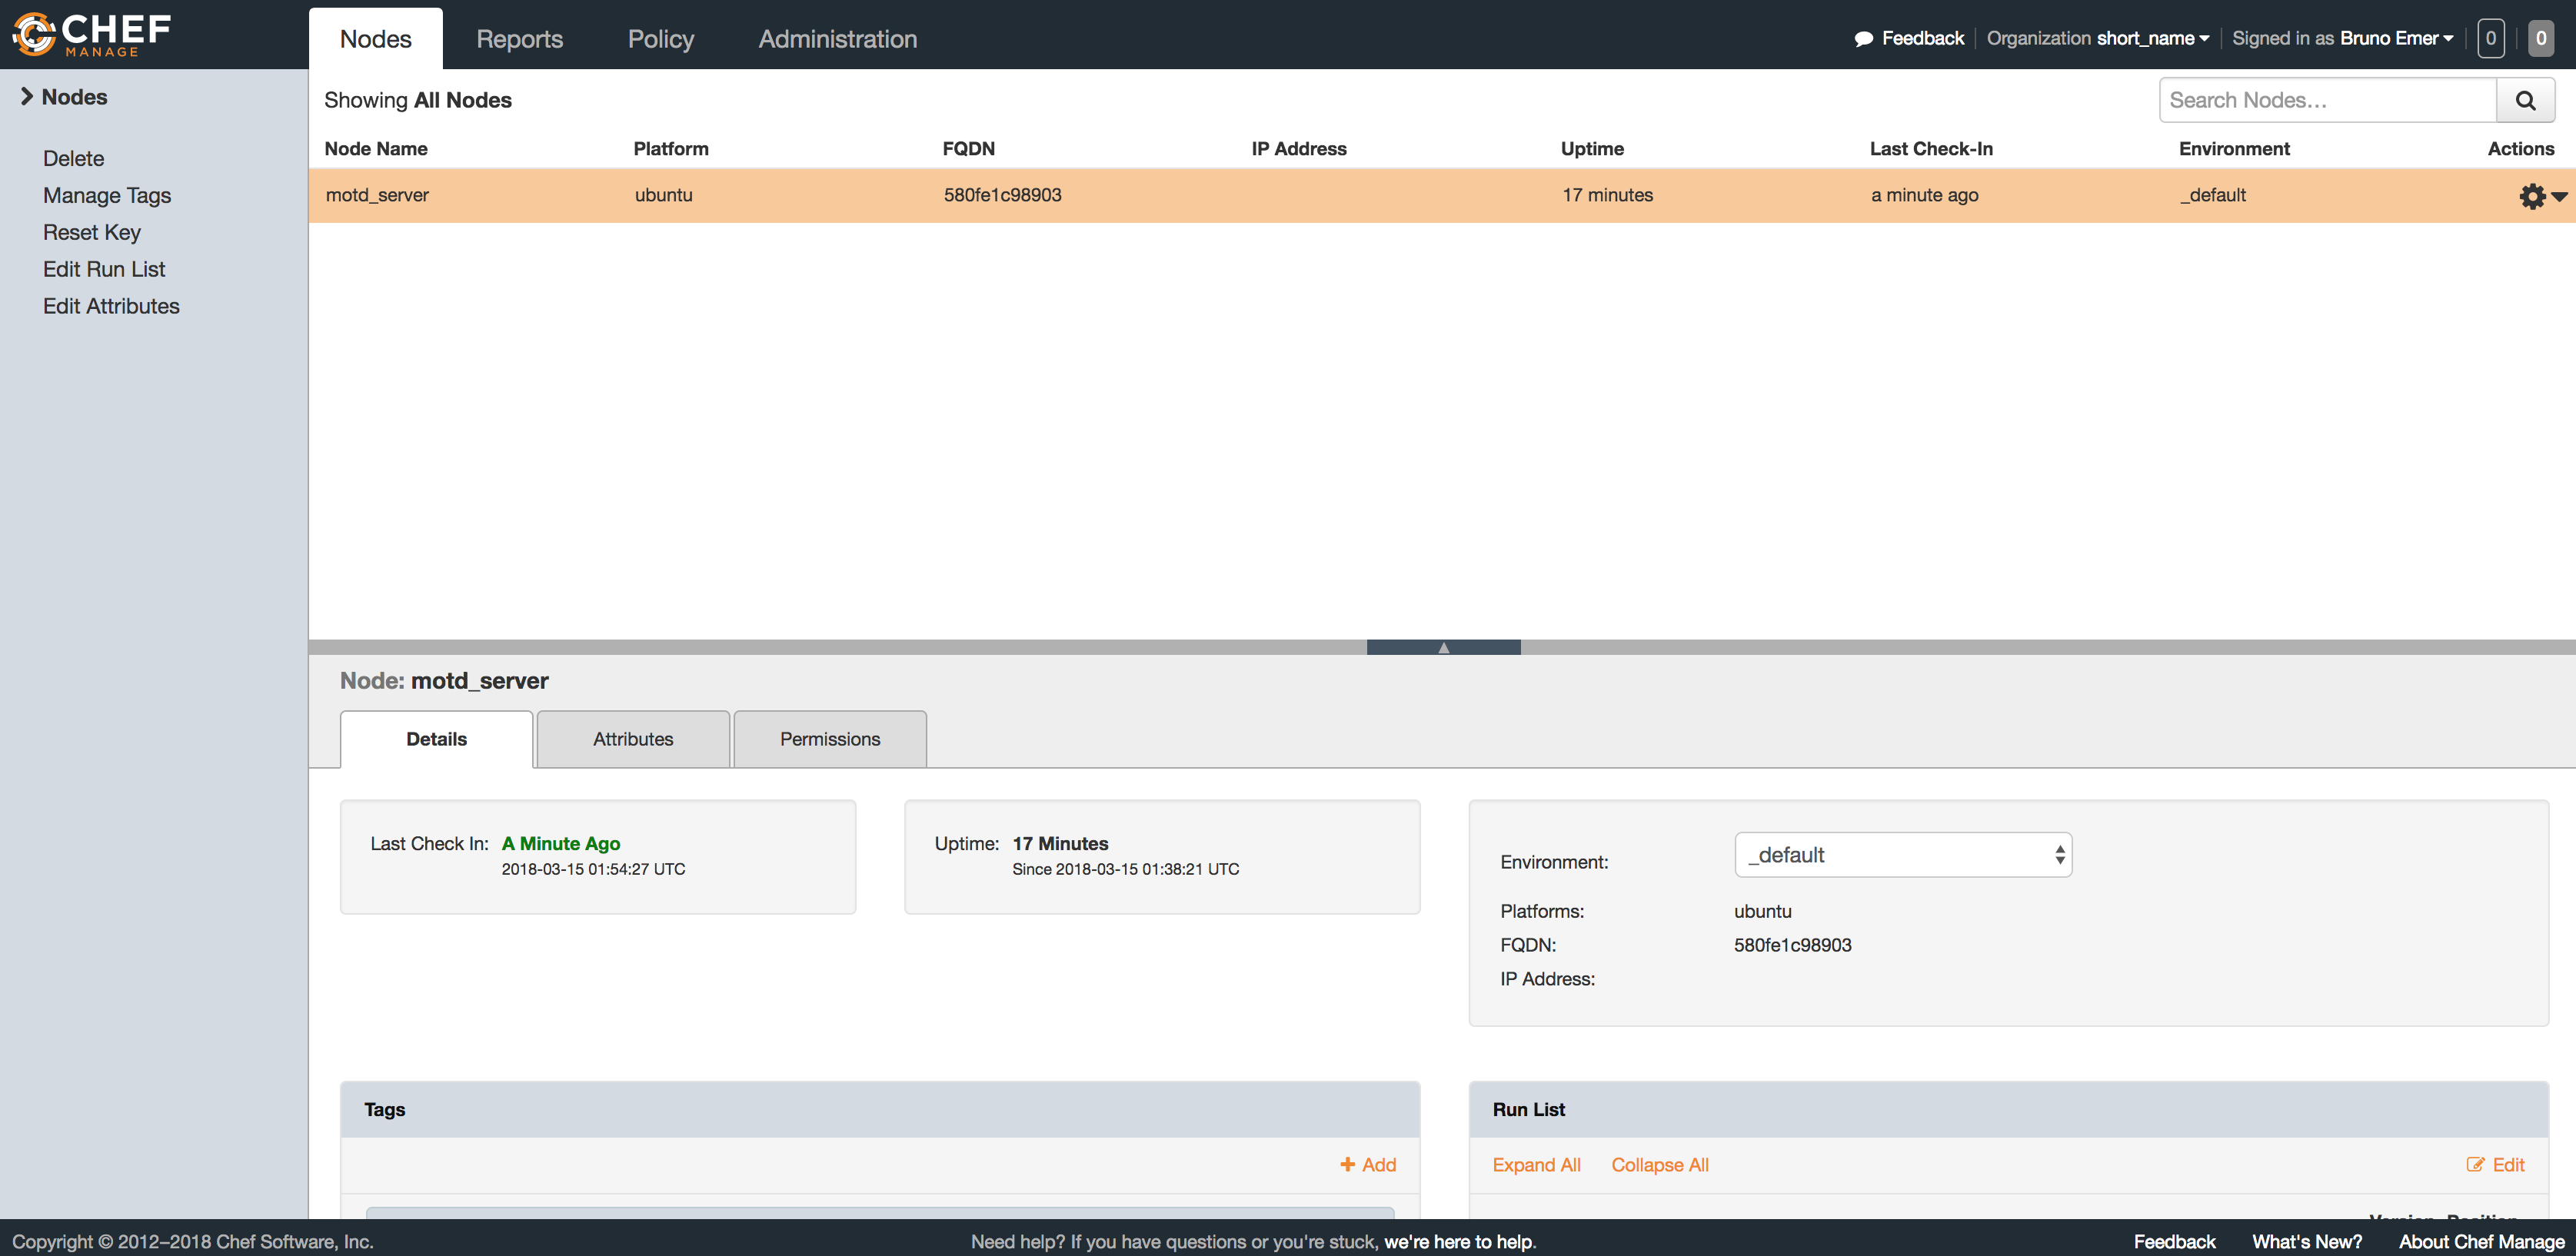 CHEF
MANAGE
Nodes Reports Policy Administration Feedback Organization short_name Signed in as Bruno Emer 0 0
Nodes
Delete
Manage Tags
Reset Key
Edit Run List
Edit Attributes
Showing All Nodes Search Nodes...
Node Name Platform FQDN IP Address Uptime Last Check-In Environment Actions
motd_server ubuntu 580fe1c98903 17 minutes a minute ago _default
Node: motd_server
Details Attributes Permissions
Last Check In: A Minute Ago
2018-03-15 01:54:27 UTC
Uptime: 17 Minutes
Since 2018-03-15 01:38:21 UTC
Environment: _default
Platforms: ubuntu
FQDN: 580fe1c98903
IP Address:
Tags
Add
Run List
Expand All Collapse All Edit
Version Position
Copyright © 2012–2018 Chef Software, Inc. Need help? If you have questions or you're stuck, we're here to help. Feedback What's New? About Chef Manage